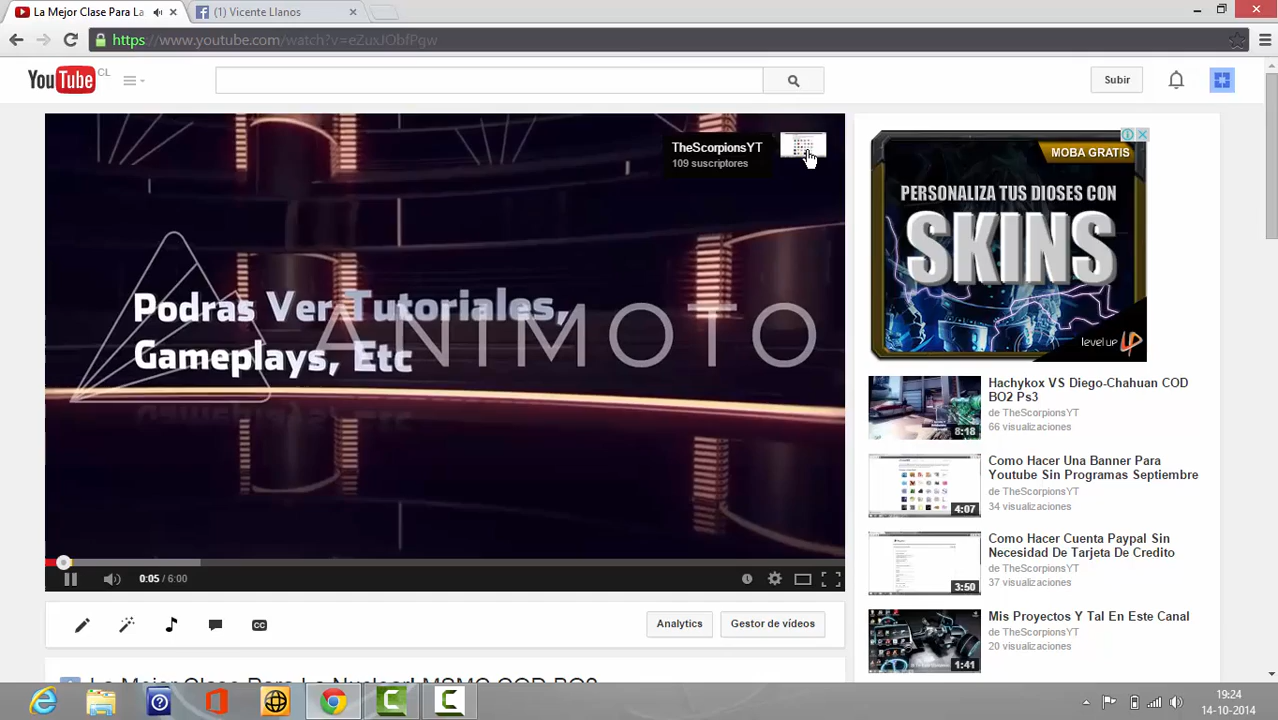 La Mejor Clase Para La
(1) Vicente Llanos
https://www.youtube.com/watch?v=eZuxJObfPgw
YouTube CL
Subir
TheScorpionsYT
109 suscriptores
Podras Ver Tutoriales,
Gameplays, Etc
ANIMOTO
0:05 / 6:00
CC
Analytics
Gestor de vídeos
MOBA GRATIS
PERSONALIZA TUS DIOSES CON
SKINS
level up
Hachykox VS Diego-Chahuan COD
BO2 Ps3
de TheScorpionsYT
66 visualizaciones
8:18
Como Hacer Una Banner Para
Youtube Sin Programas Septiembre
de TheScorpionsYT
34 visualizaciones
4:07
Como Hacer Cuenta Paypal Sin
Necesidad De Tarjeta De Credito
de TheScorpionsYT
37 visualizaciones
3:50
Mis Proyectos Y Tal En Este Canal
de TheScorpionsYT
20 visualizaciones
1:41
19:24
14-10-2014